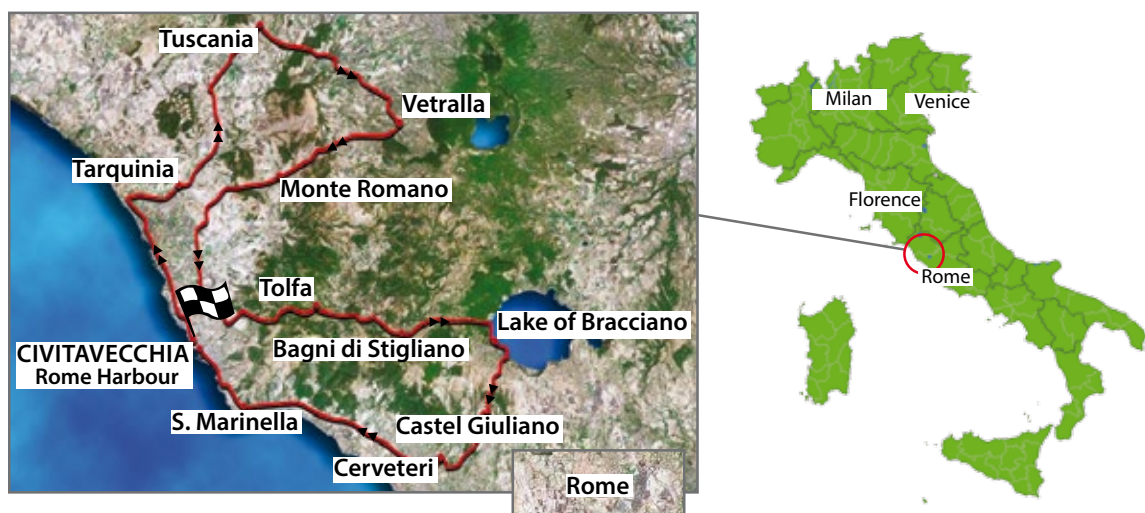 Tuscania
Vetralla
Tarquinia
Monte Romano
Tolfa
Lake of Bracciano
Bagni di Stigliano
CIVITAVECCHIA
Rome Harbour
S. Marinella
Castel Giuliano
Cerveteri
Rome
Milan
Venice
Florence
Rome